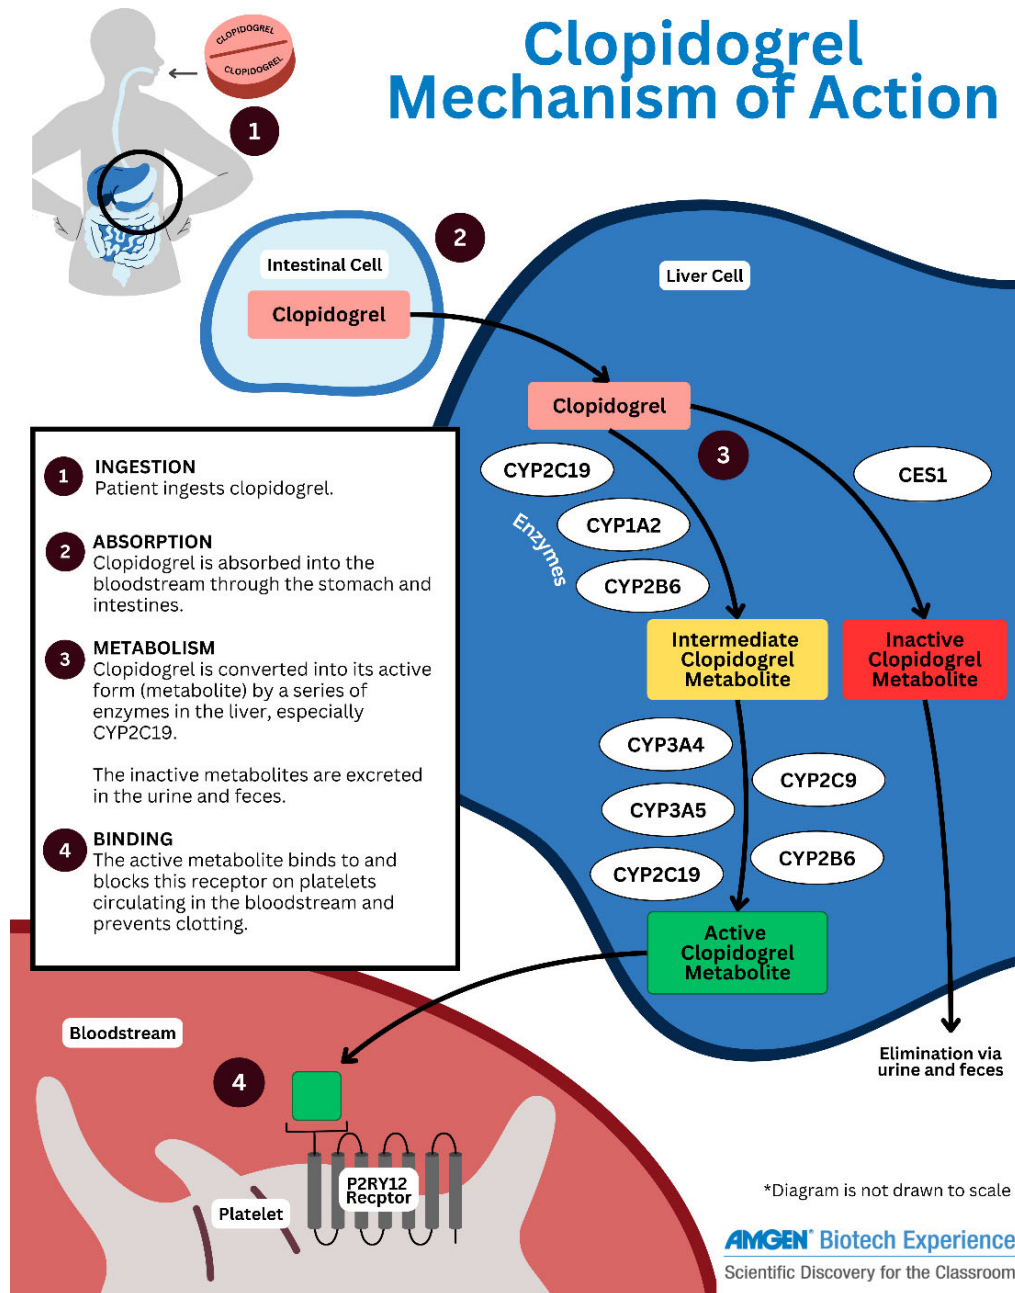 Clopidogrel
Mechanism of Action
CLOPIDOGREL
CLOPIDOGREL
1
2
Intestinal Cell
Clopidogrel
Liver Cell
Clopidogrel
3
CYP2C19
CES1
CYP1A2
Enzymes
CYP2B6
Intermediate
Clopidogrel
Metabolite
Inactive
Clopidogrel
Metabolite
CYP3A4
CYP2C9
CYP3A5
CYP2B6
CYP2C19
Active
Clopidogrel
Metabolite
Elimination via
urine and feces
1
INGESTION
Patient ingests clopidogrel.
2
ABSORPTION
Clopidogrel is absorbed into the
bloodstream through the stomach and
intestines.
3
METABOLISM
Clopidogrel is converted into its active
form (metabolite) by a series of
enzymes in the liver, especially
CYP2C19.
The inactive metabolites are excreted
in the urine and feces.
4
BINDING
The active metabolite binds to and
blocks this receptor on platelets
circulating in the bloodstream and
prevents clotting.
Bloodstream
4
P2RY12
Recptor
Platelet
*Diagram is not drawn to scale
AMGEN® Biotech Experience
Scientific Discovery for the Classroom